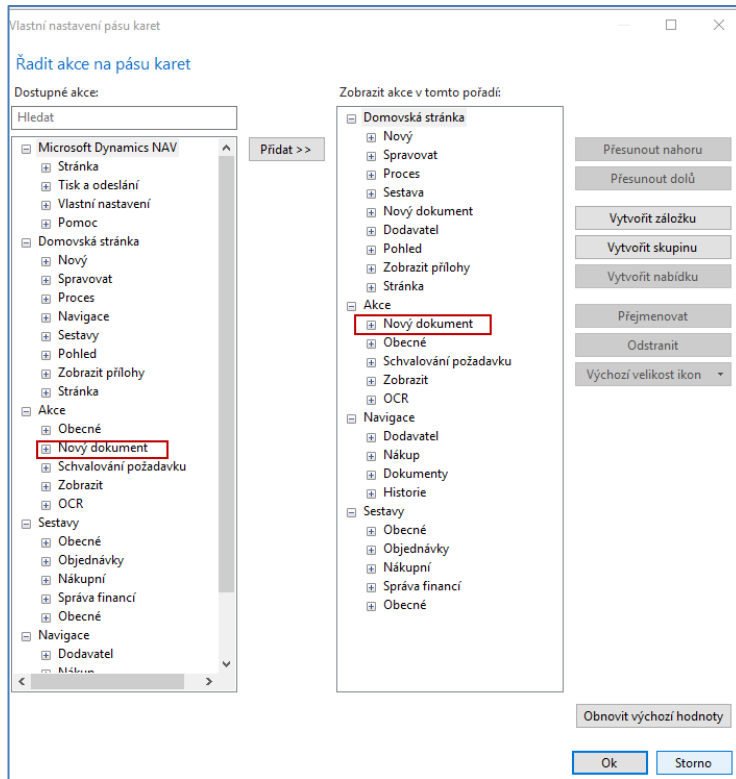 Vlastní nastavení pásu karet
Řadit akce na pásu karet
Dostupné akce:
Hledat
Microsoft Dynamics NAV
Stránka
Tisk a odeslání
Vlastní nastavení
Pomoc
Domovská stránka
Nový
Spravovat
Proces
Navigace
Sestavy
Pohled
Zobrazit přílohy
Stránka
Akce
Obecné
Nový dokument
Schvalování požadavku
Zobrazit
OCR
Sestavy
Obecné
Objednávky
Nákupní
Správa financí
Obecné
Navigace
Dodavatel
Nákup
Přidat >>
Zobrazit akce v tomto pořadí:
Domovská stránka
Nový
Spravovat
Proces
Sestava
Nový dokument
Dodavatel
Pohled
Zobrazit přílohy
Stránka
Akce
Nový dokument
Obecné
Schvalování požadavku
Zobrazit
OCR
Navigace
Dodavatel
Nákup
Dokumenty
Historie
Sestavy
Obecné
Objednávky
Nákupní
Správa financí
Obecné
Přesunout nahoru
Přesunout dolů
Vytvořit záložku
Vytvořit skupinu
Vytvořit nabídku
Přejmenovat
Odstranit
Výchozí velikost ikon
Obnovit výchozí hodnoty
Ok
Storno